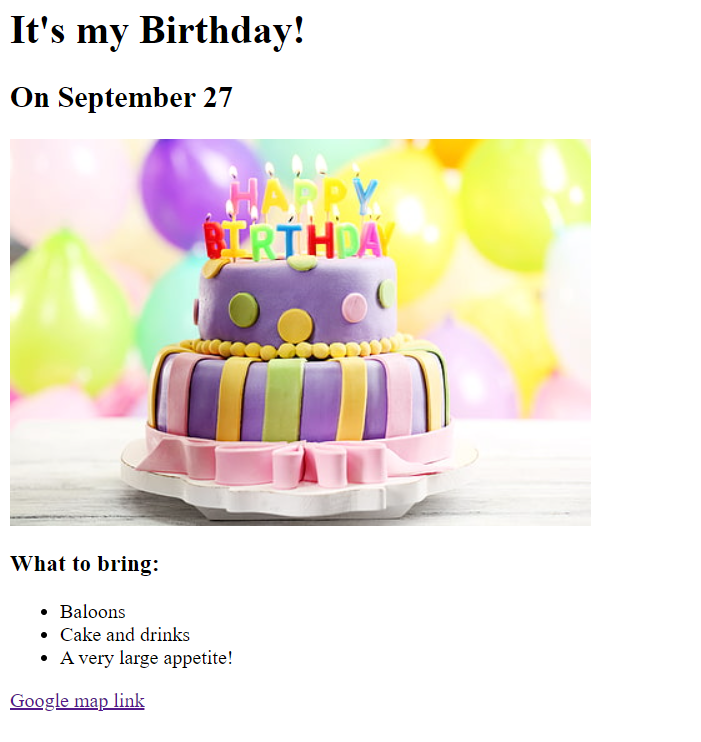 It's my Birthday!
On September 27
HAPPY
BIRTHDAY
What to bring:
Baloons
Cake and drinks
A very large appetite!
Google map link